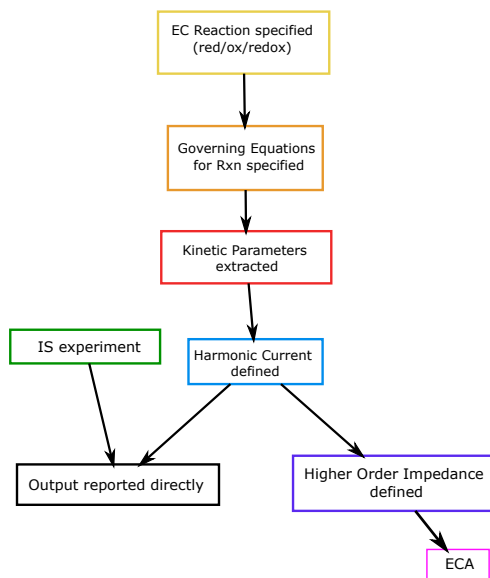 EC Reaction specified
(red/ox/redox)
Governing Equations
for Rxn specified
Kinetic Parameters
extracted
IS experiment
Harmonic Current
defined
Output reported directly
Higher Order Impedance
defined
ECA